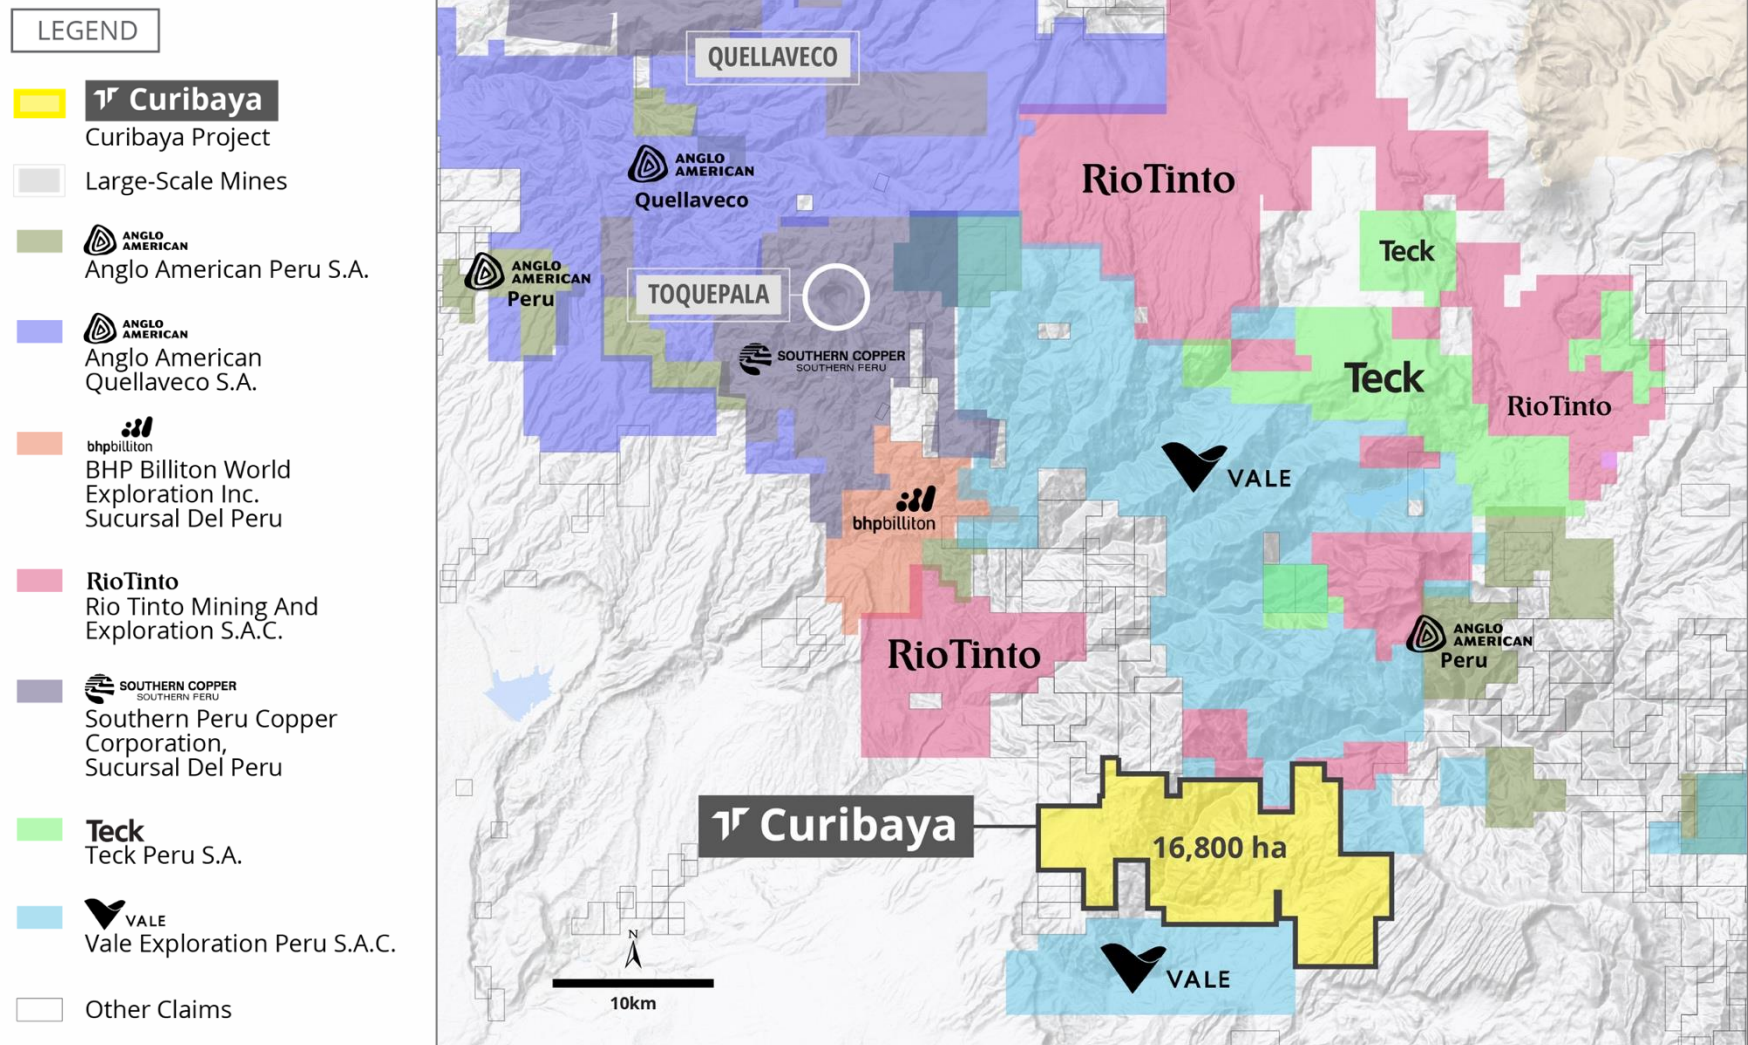 LEGEND
Curibaya
Curibaya Project
Large-Scale Mines
ANGLO
AMERICAN
Anglo American Peru S.A.
ANGLO
AMERICAN
Anglo American
Quellaveco S.A.
bhpbilliton
BHP Billiton World
Exploration Inc.
Sucursal Del Peru
RioTinto
Rio Tinto Mining And
Exploration S.A.C.
SOUTHERN COPPER
SOUTHERN PERU
Southern Peru Copper
Corporation,
Sucursal Del Peru
Teck
Teck Peru S.A.
VALE
Vale Exploration Peru S.A.C.
Other Claims
QUELLAVECO
ANGLO
AMERICAN
Quellaveco
RioTinto
Teck
ANGLO
AMERICAN
Peru
TOQUEPALA
SOUTHERN COPPER
SOUTHERN PERU
Teck
RioTinto
VALE
bhpbilliton
RioTinto
ANGLO
AMERICAN
Peru
Curibaya
16,800 ha
VALE
N
10km